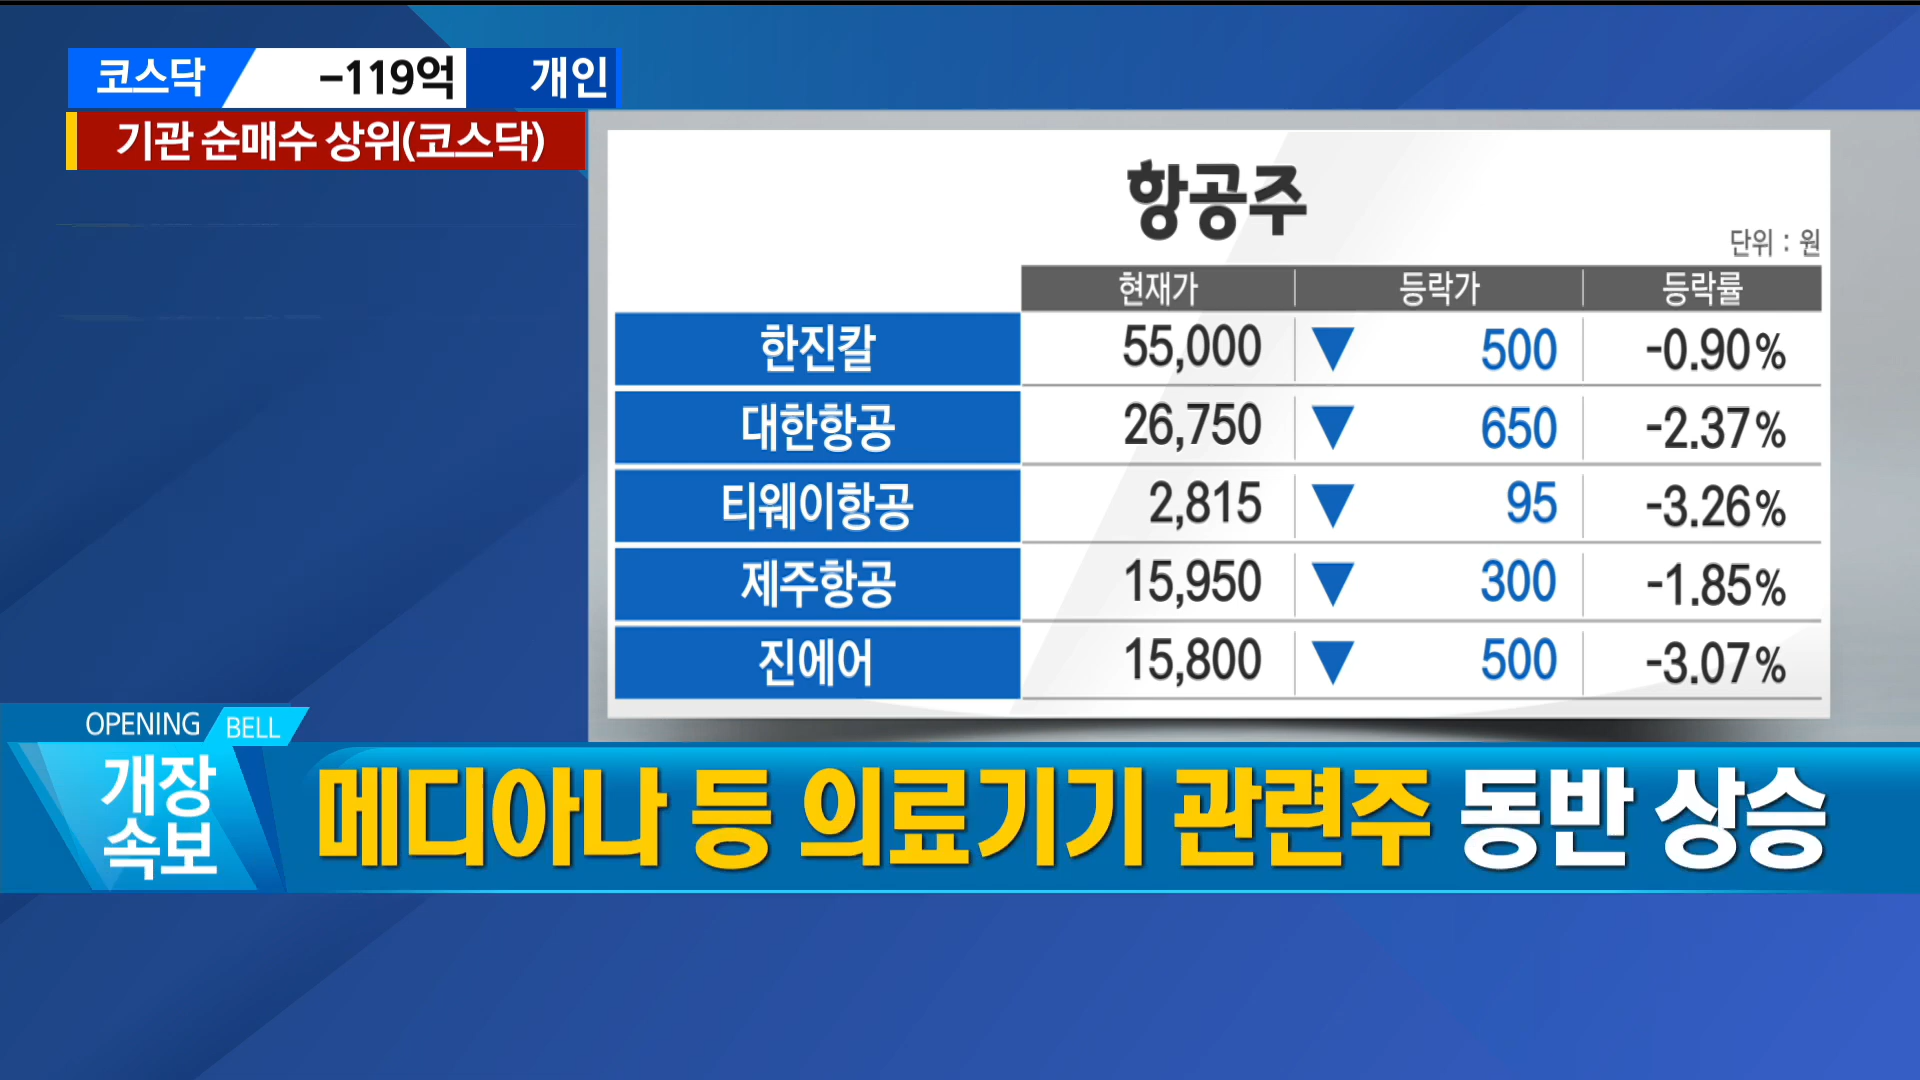 코스닥 -119억 개인
기관 순매수 상위(코스닥)
항공주
단위 : 원
현재가 등락가 등락률
한진칼 55,000 ▼ 500 -0.90%
대한항공 26,750 ▼ 650 -2.37%
티웨이항공 2,815 ▼ 95 -3.26%
제주항공 15,950 ▼ 300 -1.85%
진에어 15,800 ▼ 500 -3.07%
OPENING BELL
개장
속보
메디아나 등 의료기기 관련주 동반 상승